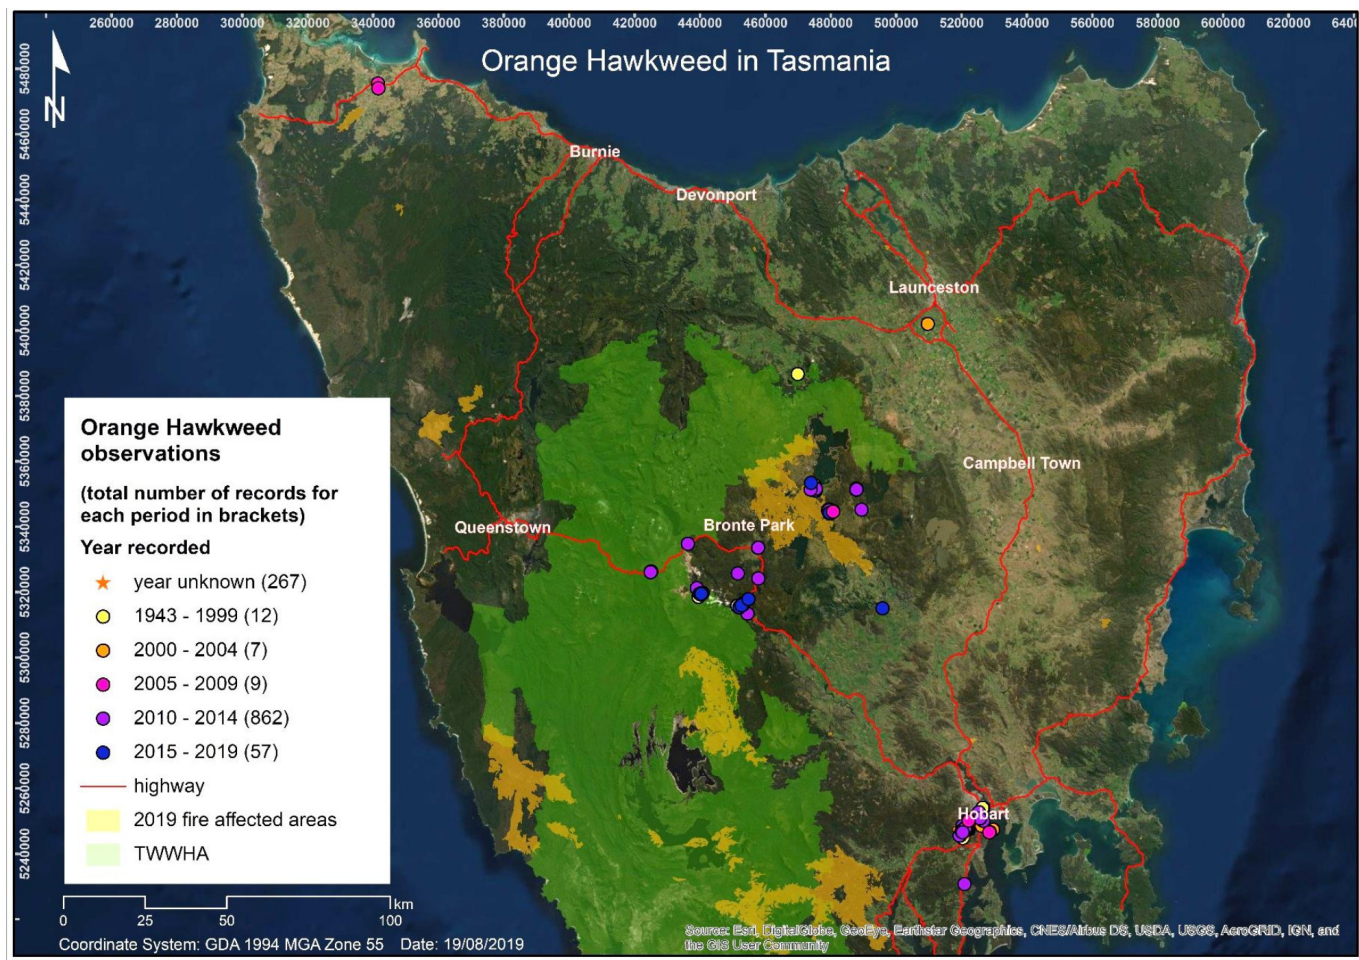 260000 280000 300000 320000 340000 360000 380000 400000 420000 440000 460000 480000 500000 520000 540000 560000 580000 600000 620000 640
Orange Hawkweed in Tasmania
N
5480000
5460000
5440000
5420000
5400000
5380000
5360000
5340000
5320000
5300000
5280000
5260000
5240000
Burnie
Devonport
Launceston
Campbell Town
Queenstown
Bronte Park
Hobart
Orange Hawkweed
observations
(total number of records for
each period in brackets)
Year recorded
year unknown (267)
1943 - 1999 (12)
2000 - 2004 (7)
2005 - 2009 (9)
2010 - 2014 (862)
2015 - 2019 (57)
highway
2019 fire affected areas
TWWHA
km
0 25 50 100
Coordinate System: GDA 1994 MGA Zone 55 Date: 19/08/2019
Source: Esri, DigitalGlobe, GeoEye, Earthstar Geographics, CNES/Airbus DS, USDA, USGS, AeroGRID, IGN, and
the GIS User Community